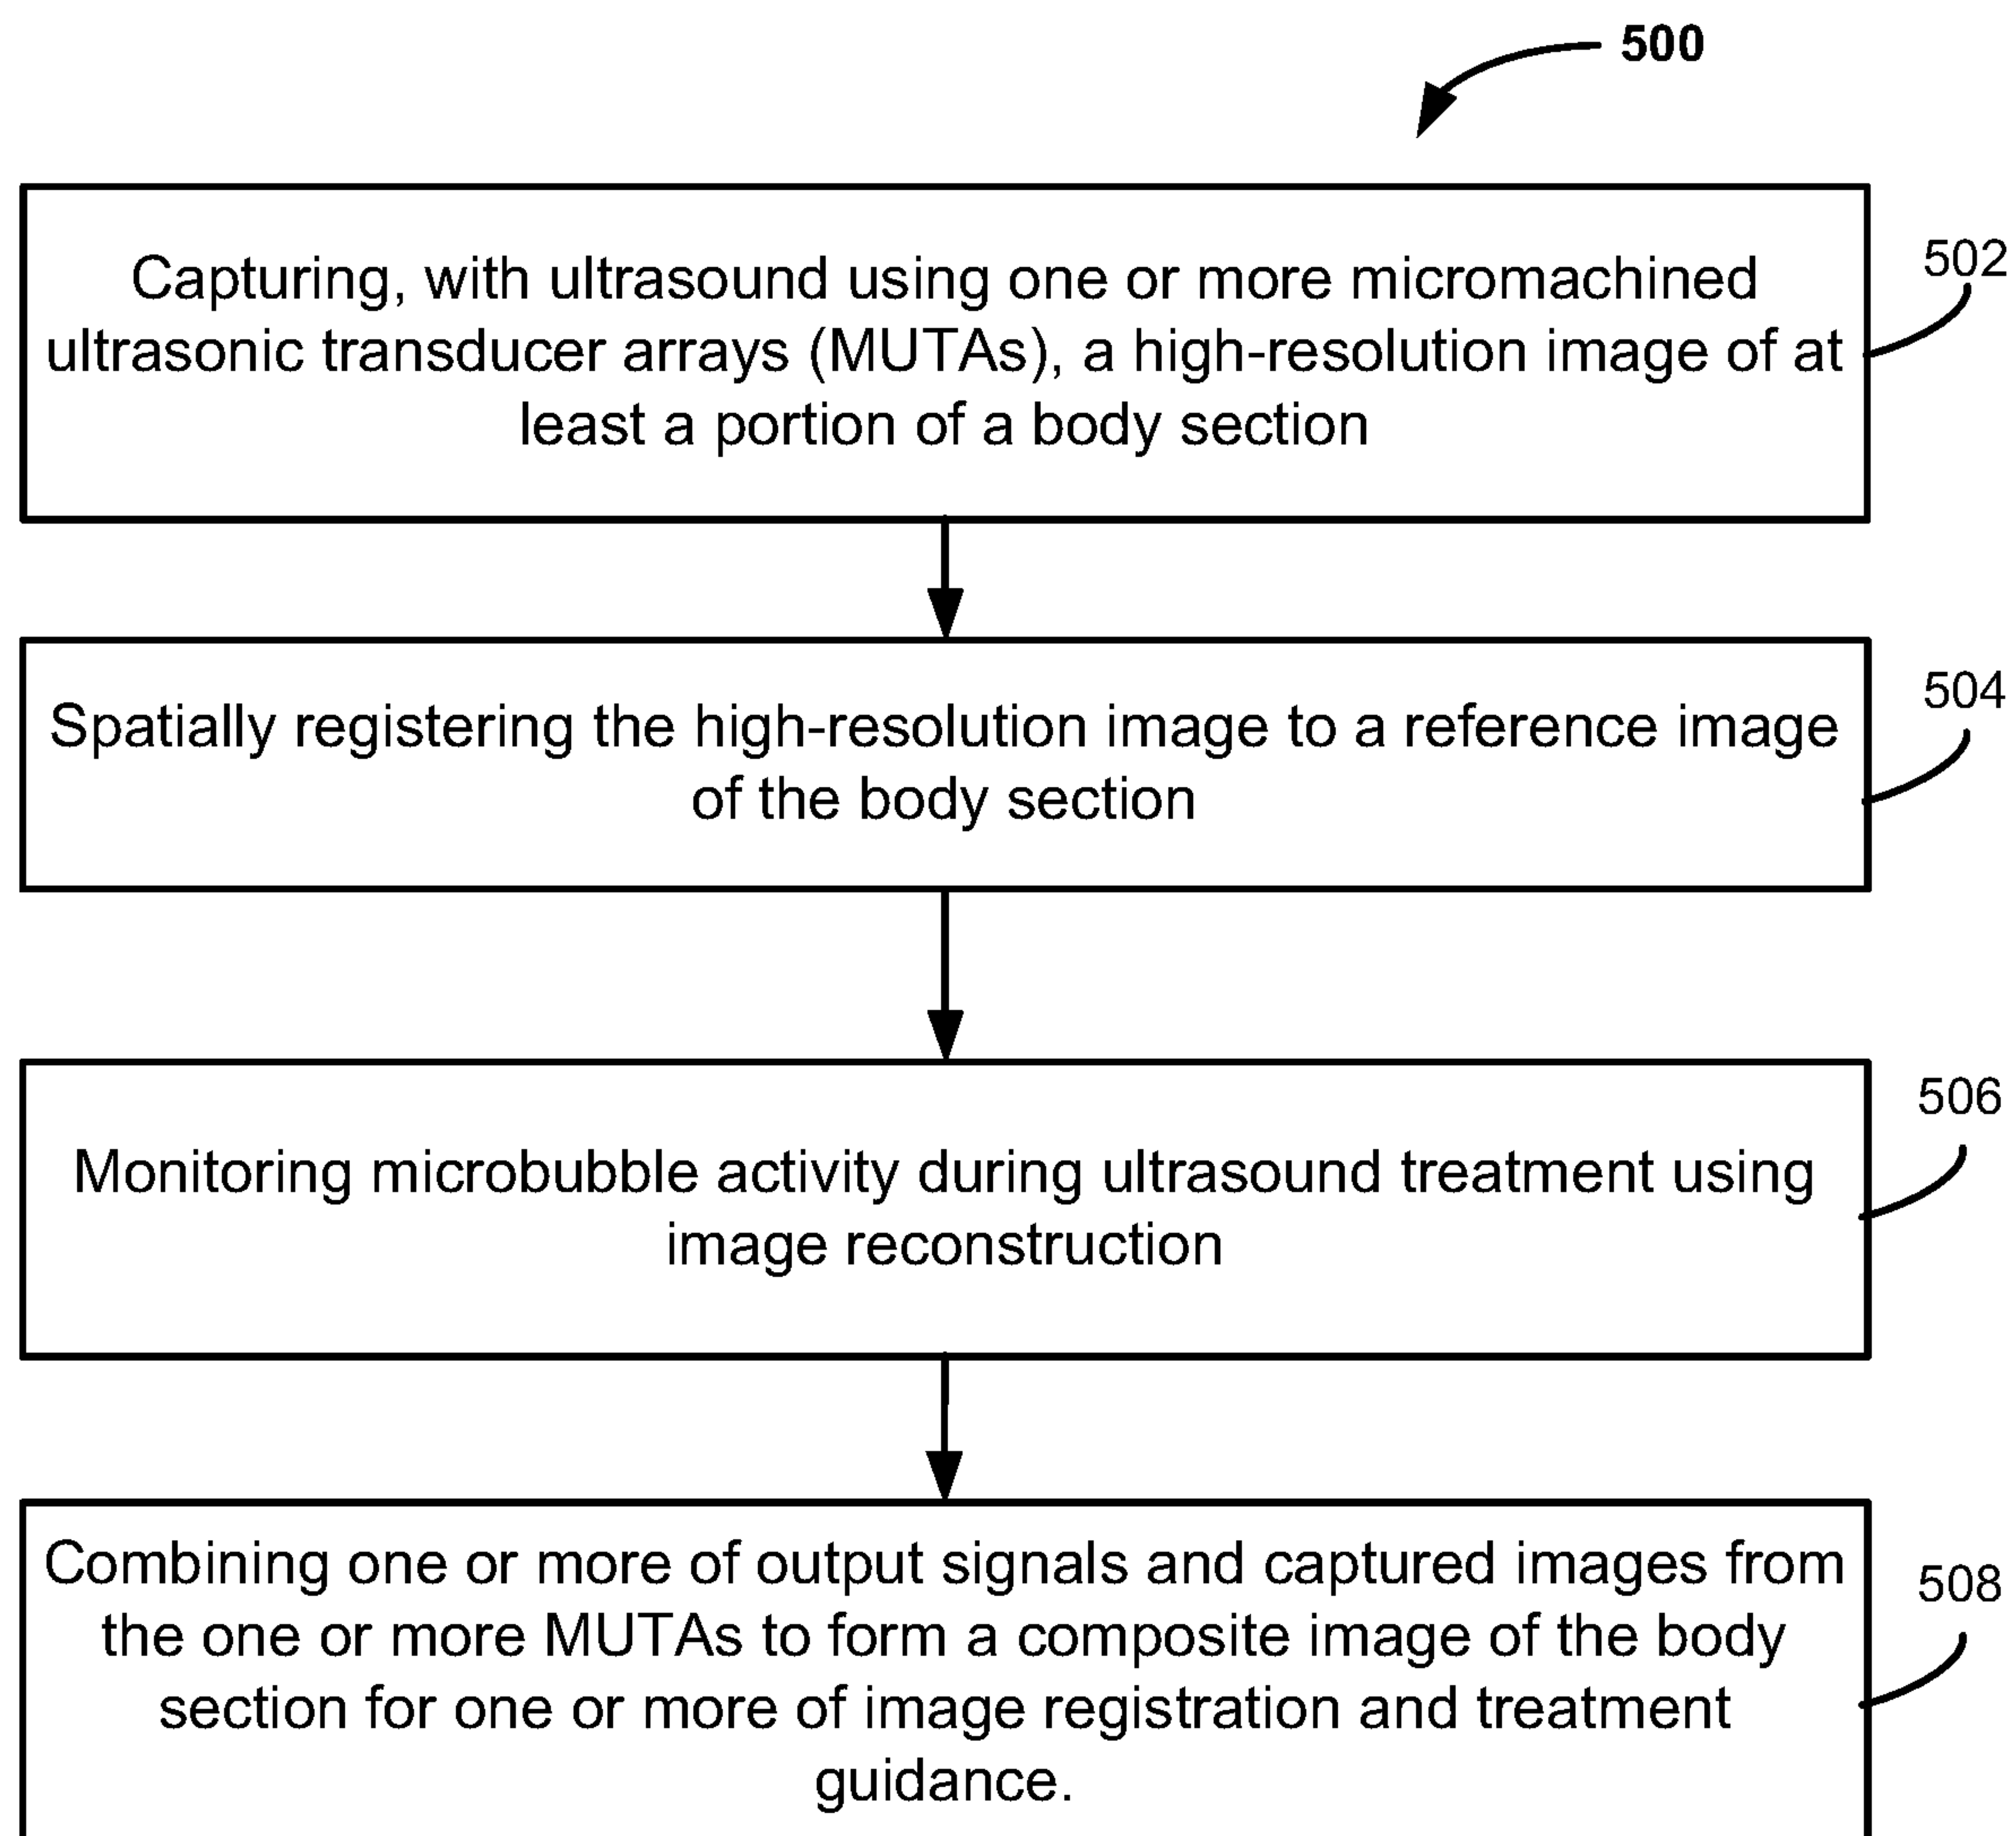 500
Capturing, with ultrasound using one or more micromachined
ultrasonic transducer arrays (MUTAs), a high-resolution image of at
least a portion of a body section
502
Spatially registering the high-resolution image to a reference image
of the body section
504
Monitoring microbubble activity during ultrasound treatment using
image reconstruction
506
Combining one or more of output signals and captured images from
the one or more MUTAs to form a composite image of the body
section for one or more of image registration and treatment
guidance.
508